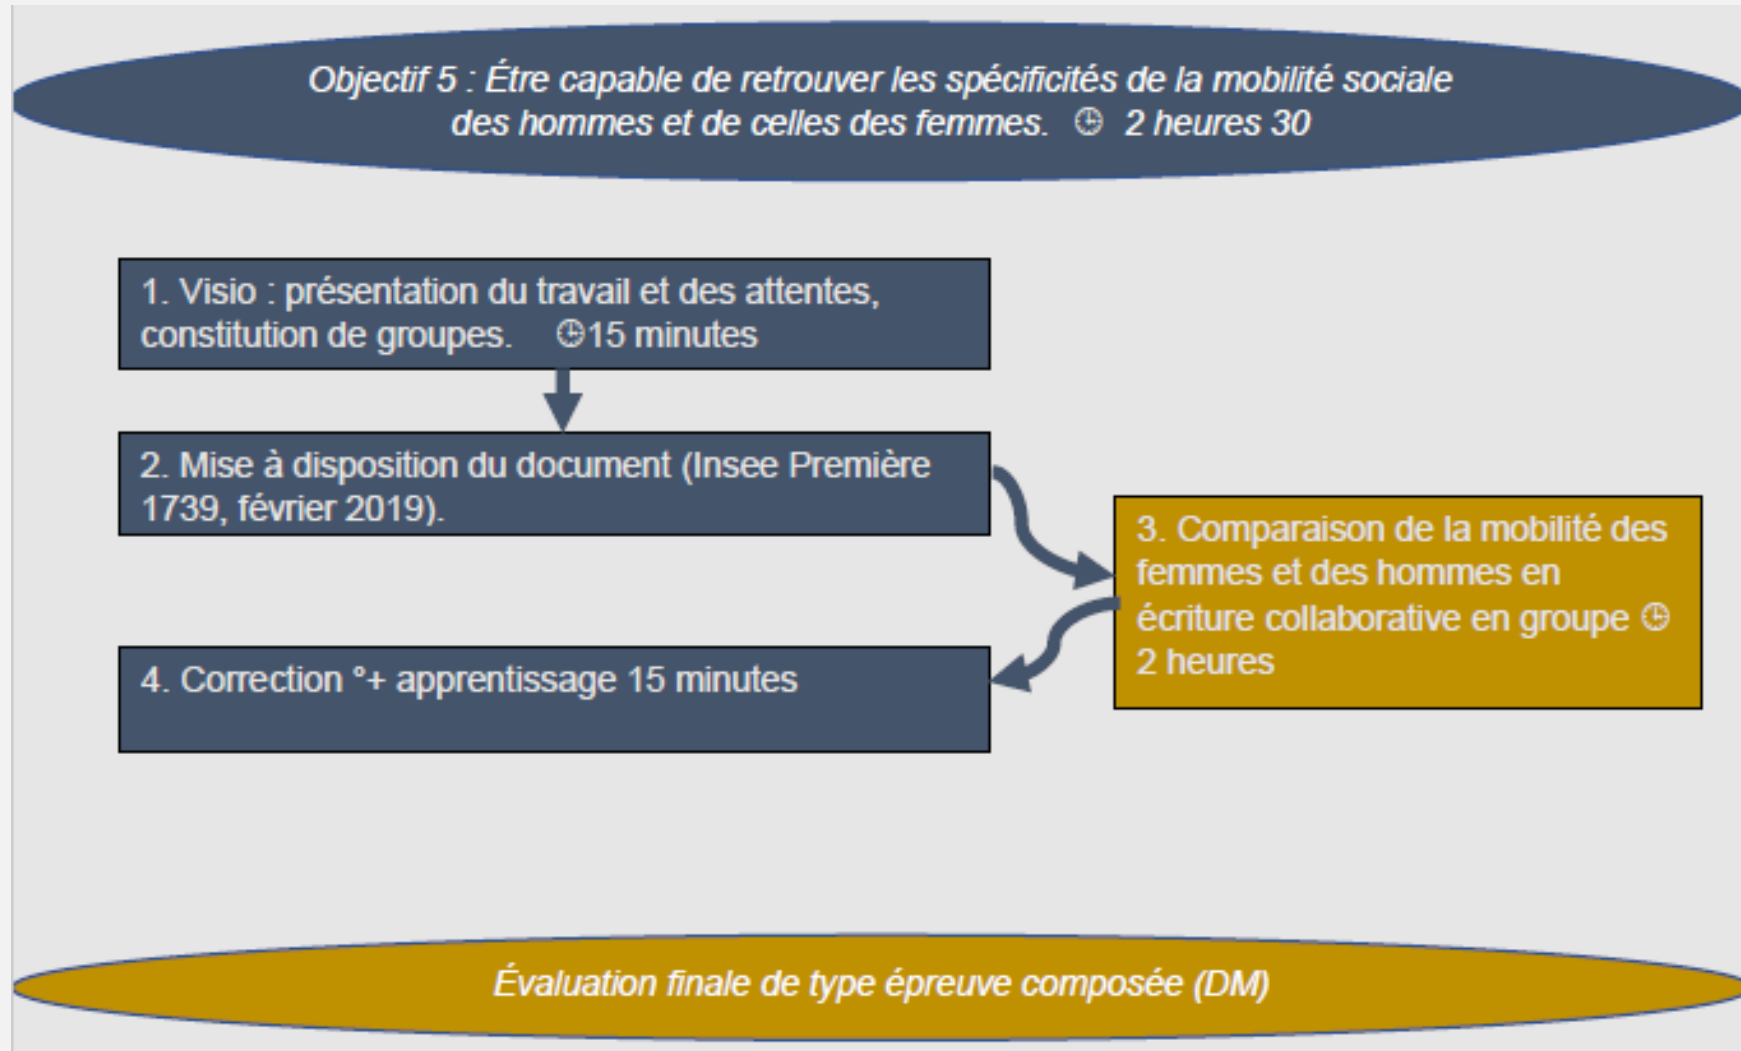 Objectif 5 : Étre capable de retrouver les spécificités de la mobilité sociale
des hommes et de celles des femmes. 🕒 2 heures 30
1. Visio : présentation du travail et des attentes,
constitution de groupes. 🕒15 minutes
2. Mise à disposition du document (Insee Première
1739, février 2019).
3. Comparaison de la mobilité des
femmes et des hommes en
écriture collaborative en groupe 🕒
2 heures
4. Correction °+ apprentissage 15 minutes
Évaluation finale de type épreuve composée (DM)